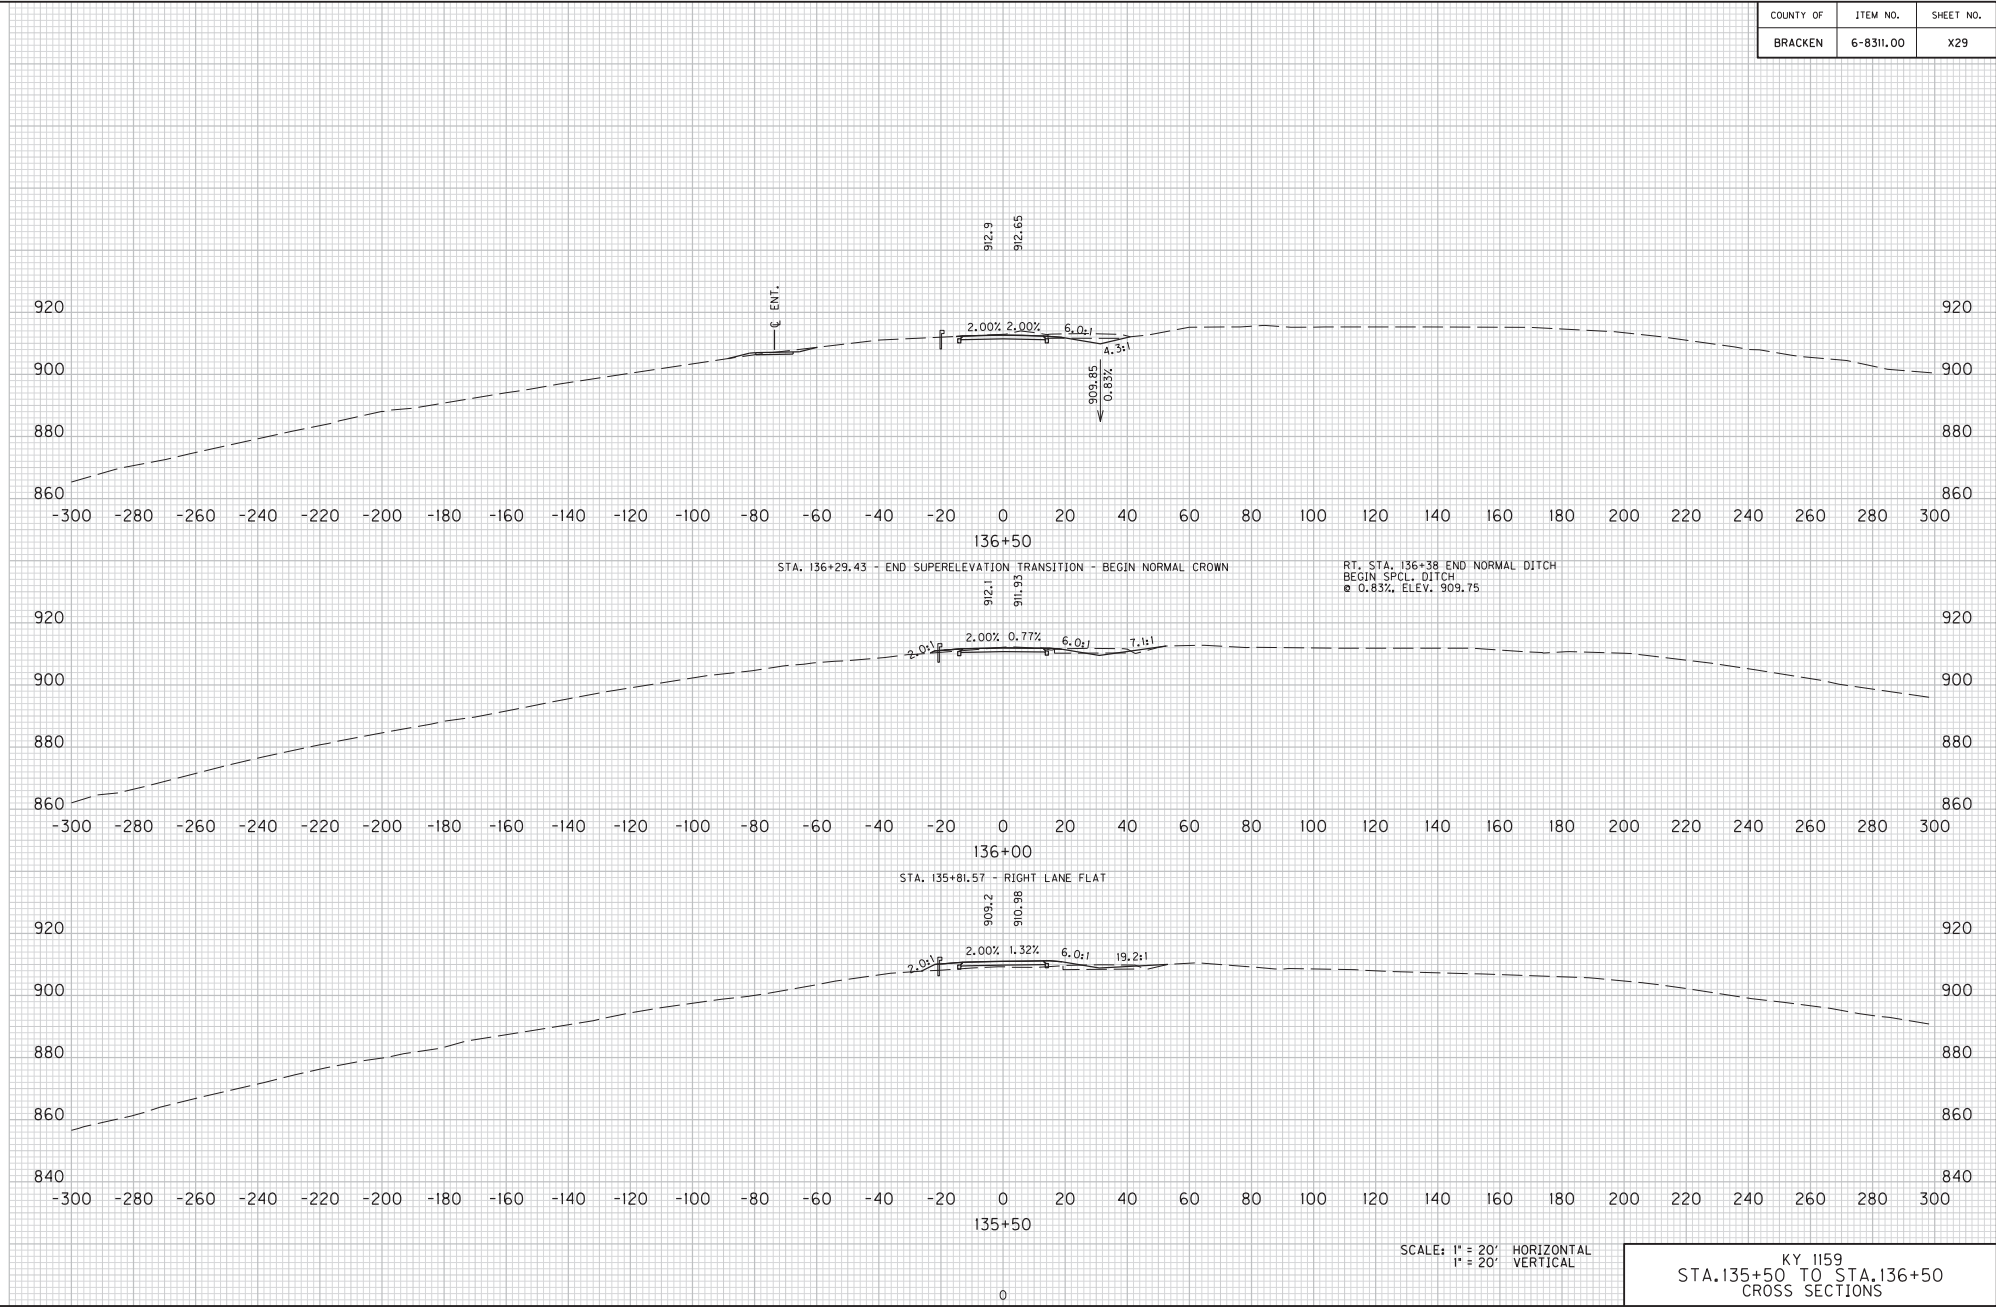 COUNTY OF ITEM NO. SHEET NO.
BRACKEN 6-8311.00 X29
912.9 912.65
℄ ENT.
920 920
2.00% 2.00% 6.0:1
4.3:1
900 900
909.85
0.83%
880 880
860 860
-300 -280 -260 -240 -220 -200 -180 -160 -140 -120 -100 -80 -60 -40 -20 0 20 40 60 80 100 120 140 160 180 200 220 240 260 280 300
136+50
STA. 136+29.43 - END SUPERELEVATION TRANSITION - BEGIN NORMAL CROWN
RT. STA. 136+38 END NORMAL DITCH
BEGIN SPCL. DITCH
@ 0.83%, ELEV. 909.75
912.1 911.93
920 920
2.0:1 2.00% 0.77% 6.0:1 7.1:1
900 900
880 880
860 860
-300 -280 -260 -240 -220 -200 -180 -160 -140 -120 -100 -80 -60 -40 -20 0 20 40 60 80 100 120 140 160 180 200 220 240 260 280 300
136+00
STA. 135+81.57 - RIGHT LANE FLAT
909.2 910.98
920 920
2.0:1 2.00% 1.32% 6.0:1 19.2:1
900 900
880 880
860 860
840 840
-300 -280 -260 -240 -220 -200 -180 -160 -140 -120 -100 -80 -60 -40 -20 0 20 40 60 80 100 120 140 160 180 200 220 240 260 280 300
135+50
SCALE: 1" = 20' HORIZONTAL
1" = 20' VERTICAL
KY 1159
STA.135+50 TO STA.136+50
CROSS SECTIONS
0